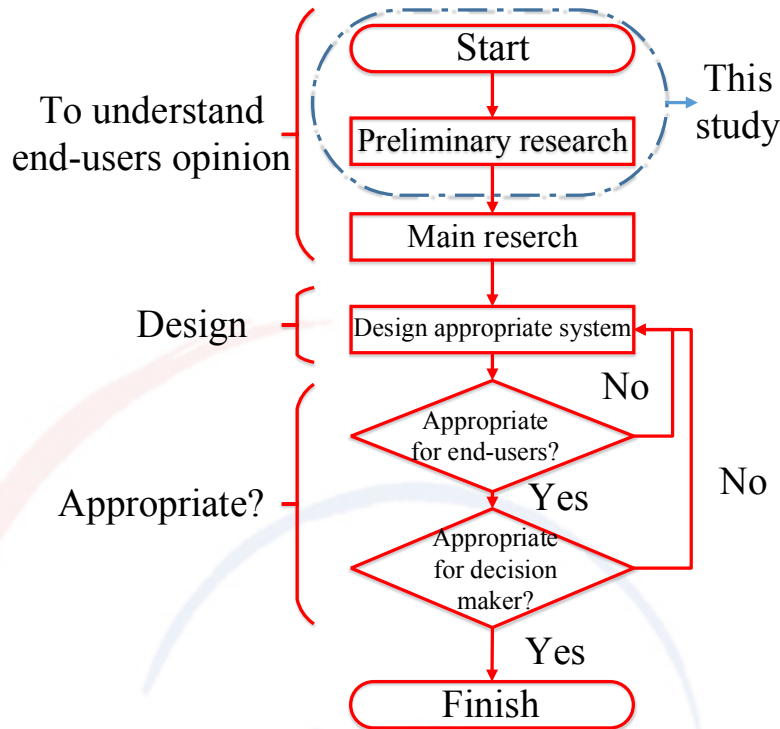 Start
This
study
To understand
end-users opinion
Preliminary research
Main reserch
Design
Design appropriate system
No
Appropriate
for end-users?
Yes
No
Appropriate?
Appropriate
for decision
maker?
Yes
Finish